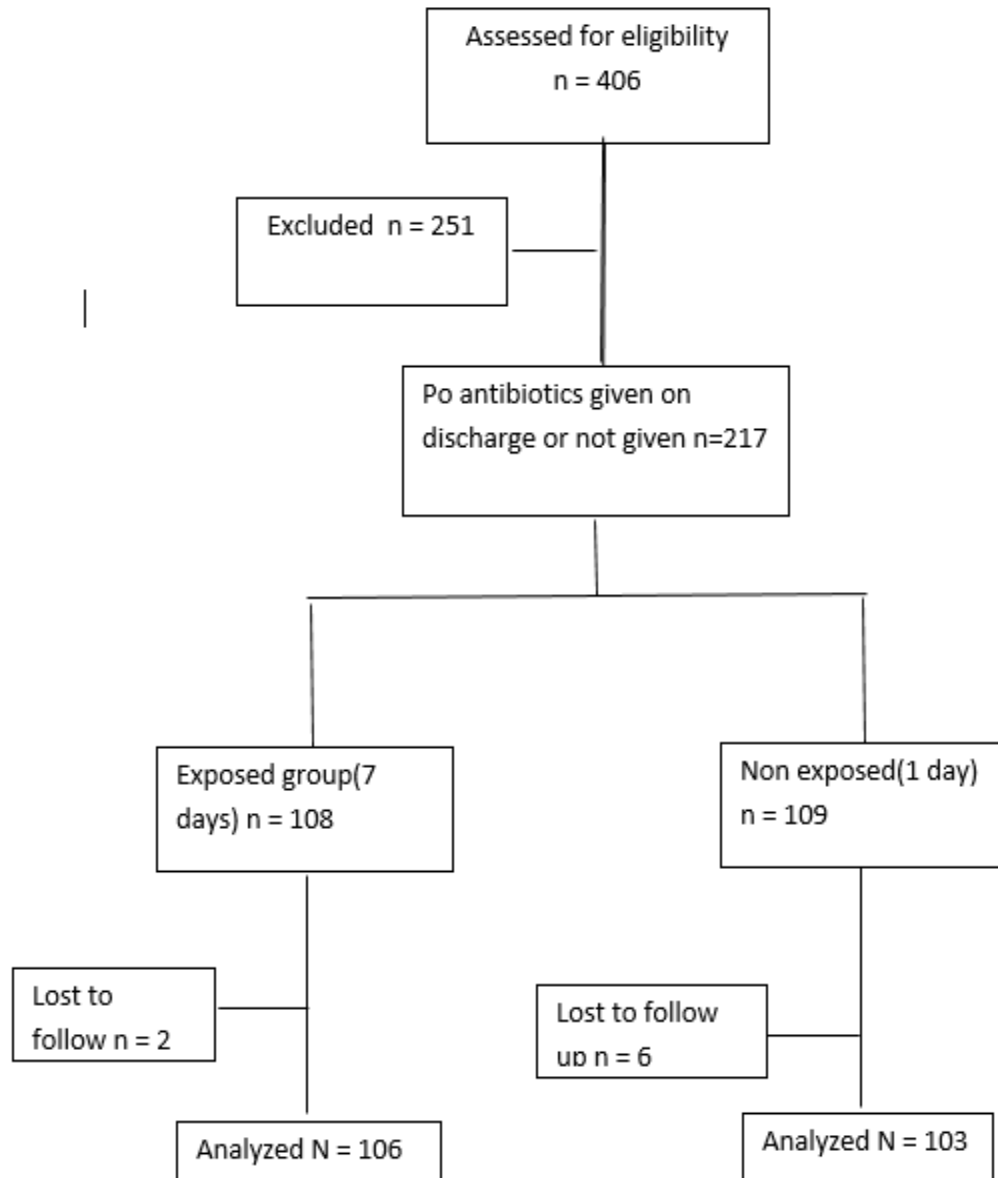 Assessed for eligibility
n = 406
Excluded  n = 251
Po antibiotics given on
discharge or not given n=217
Exposed group(7
days) n = 108
Non exposed(1 day)
n = 109
Lost to
follow n = 2
Lost to follow
up n = 6
Analyzed N = 106
Analyzed N = 103